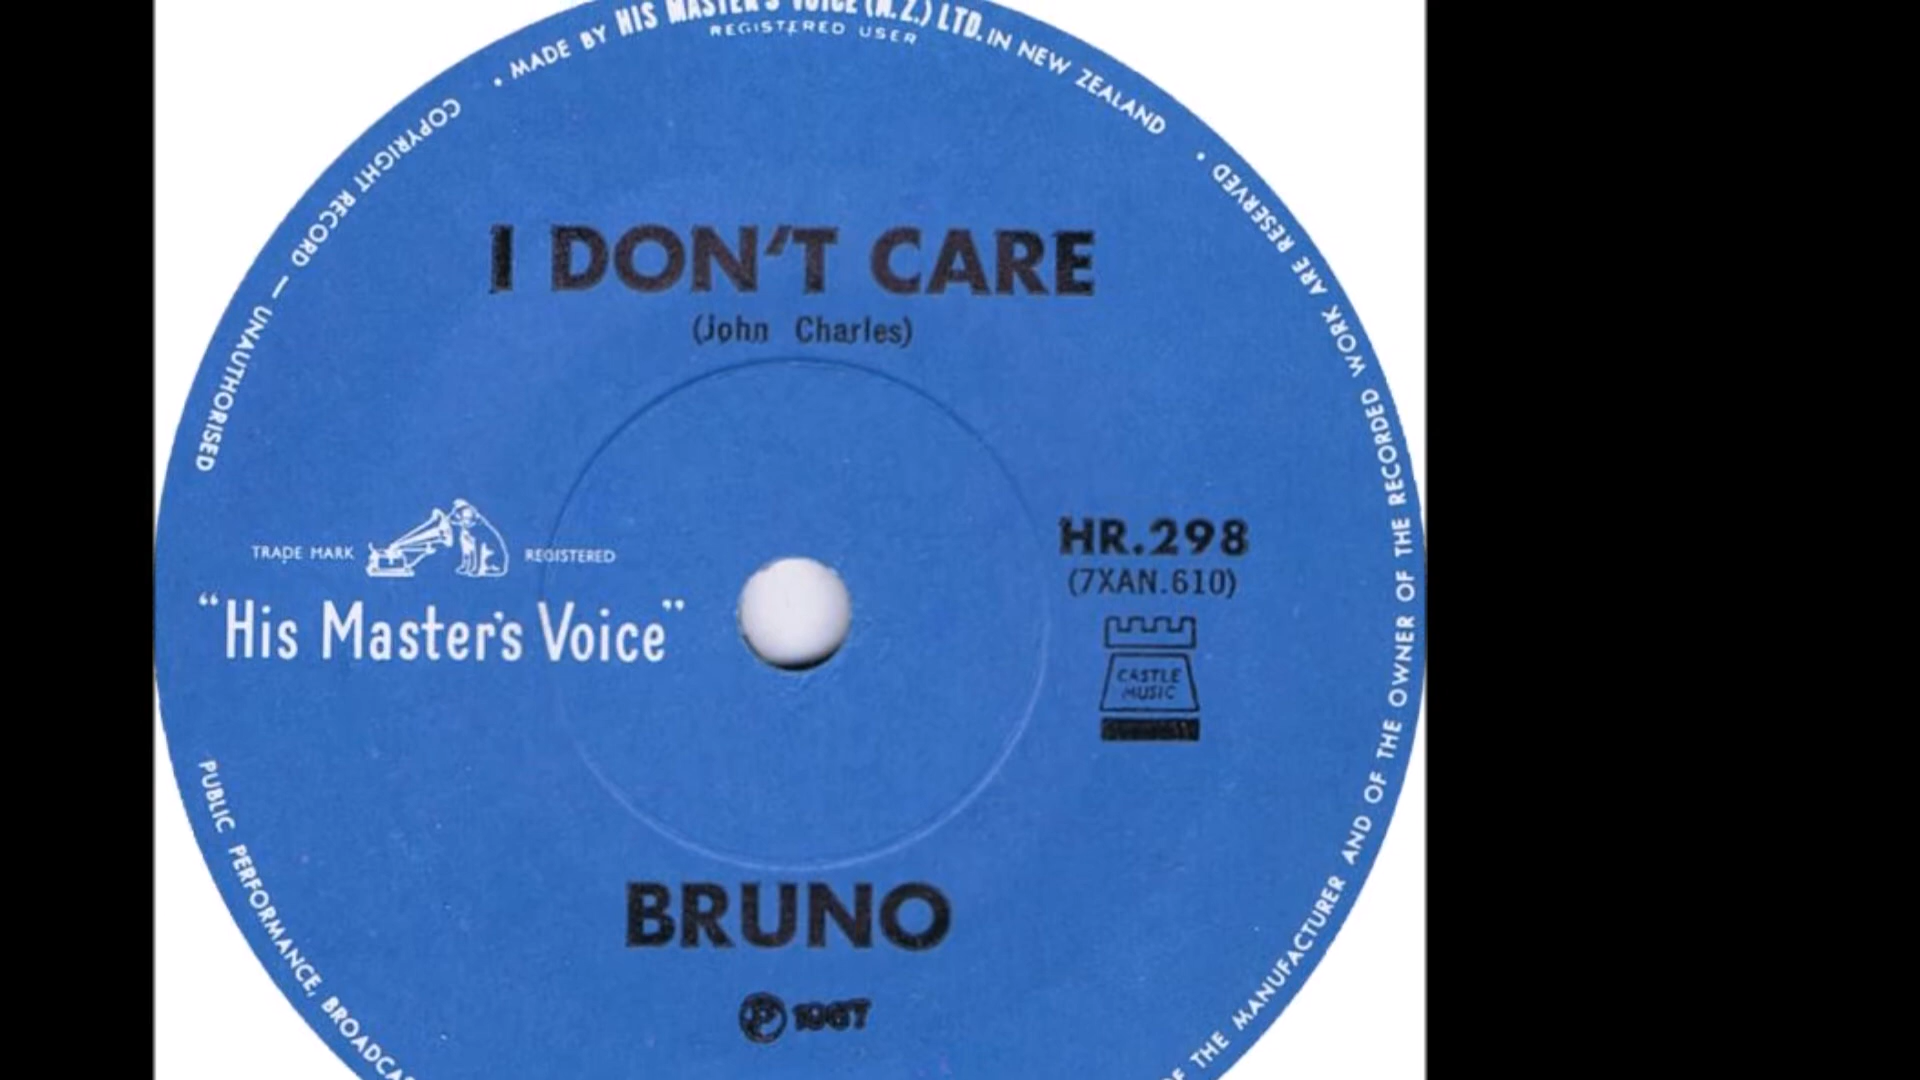 • MADE BY HIS MASTER'S VOICE (N.Z.) LTD. IN NEW ZEALAND •
REGISTERED USER
COPYRIGHT RECORD — UNAUTHORISED
I DON'T CARE
(John Charles)
TRADE MARK REGISTERED
"His Master's Voice"
HR.298
(7XAN.610)
CASTLE
MUSIC
BRUNO
℗ 1967
PUBLIC PERFORMANCE, BROADCAS
F THE MANUFACTURER AND OF THE OWNER OF THE RECORDED WORK ARE RESERVED